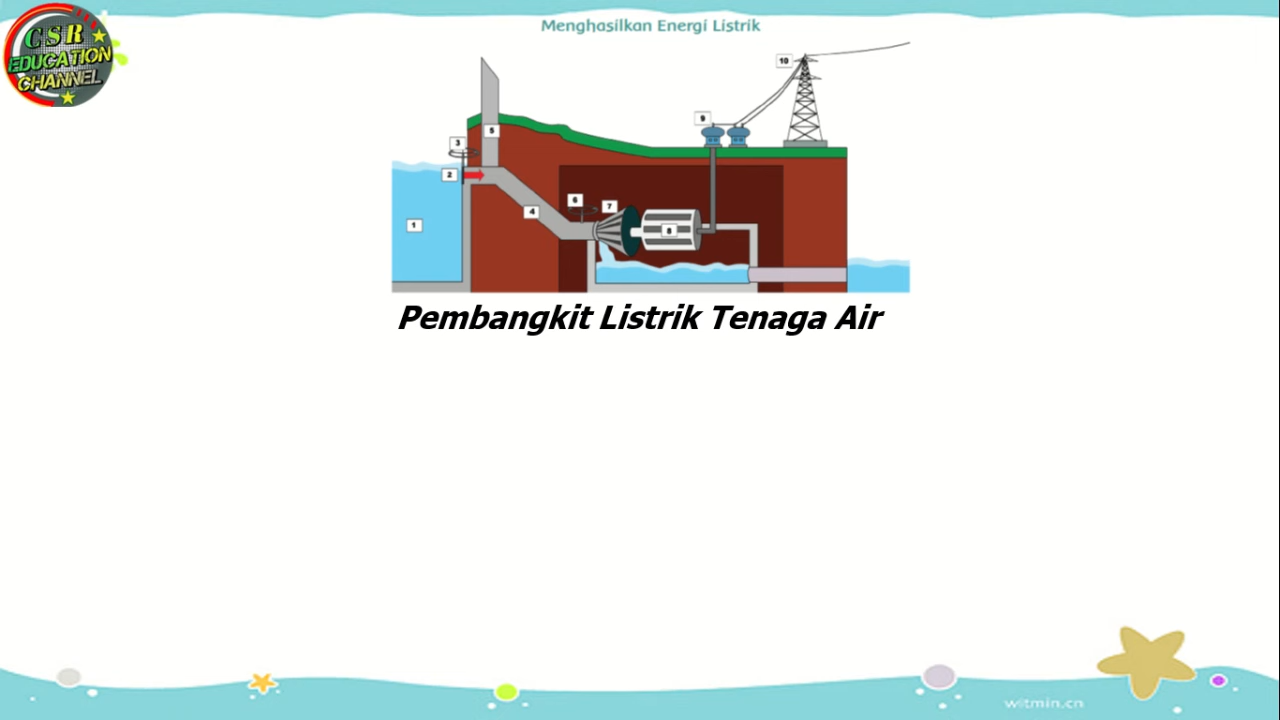 Menghasilkan Energi Listrik
CSR
EDUCATION
CHANNEL
10
9
5
3
2
6
7
4
1
8
Pembangkit Listrik Tenaga Air
witmin.cn